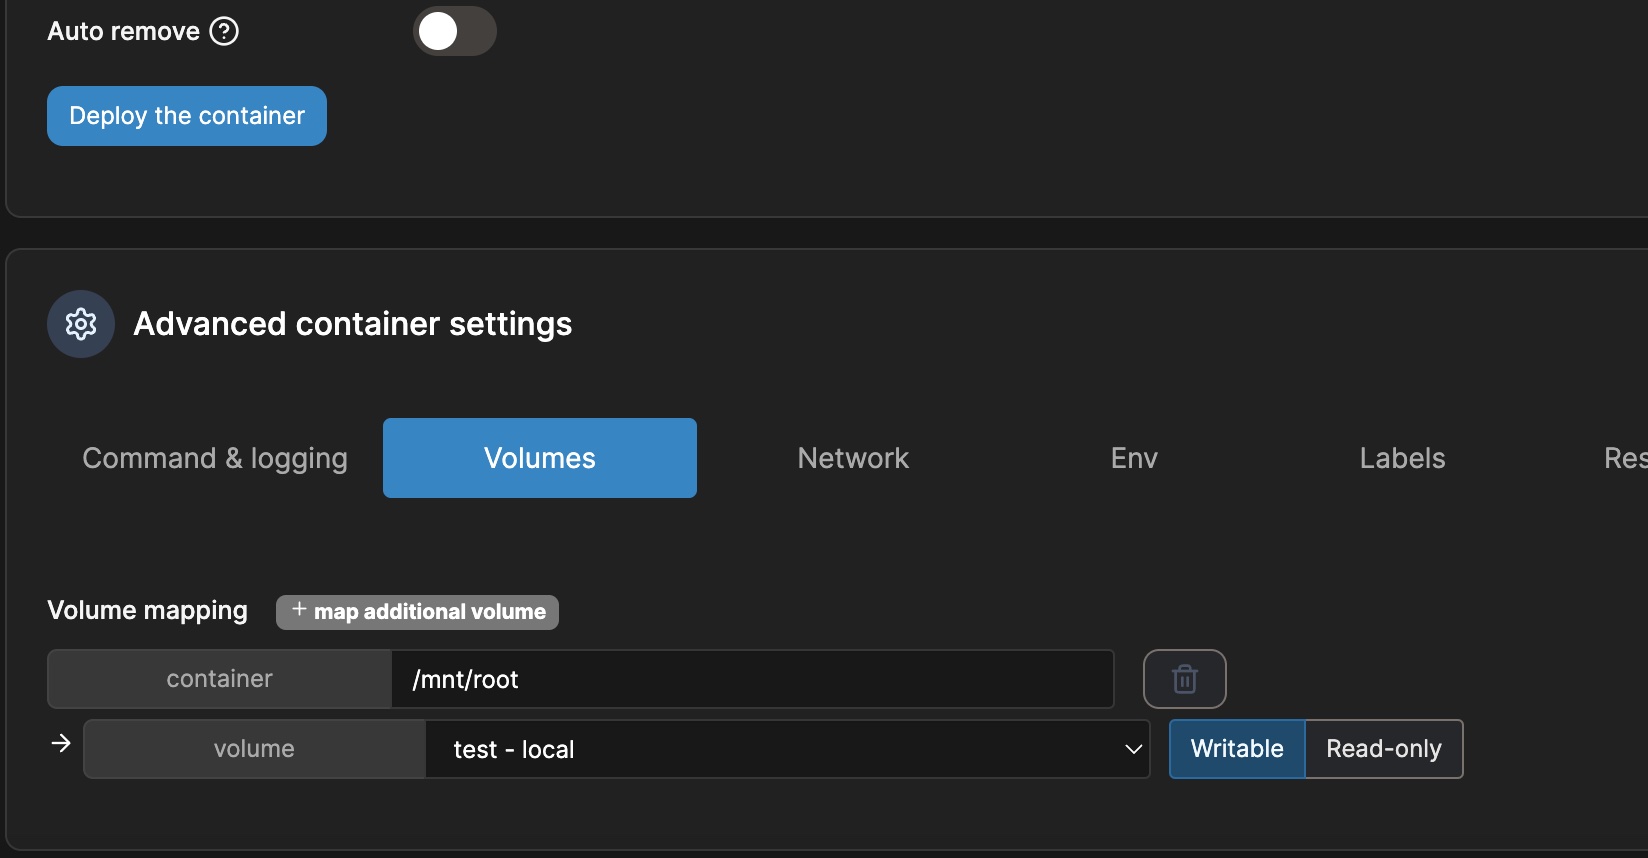 Auto remove
Deploy the container
Advanced container settings
Command & logging Volumes Network Env Labels Res
Volume mapping + map additional volume
container /mnt/root
→ volume test - local Writable Read-only